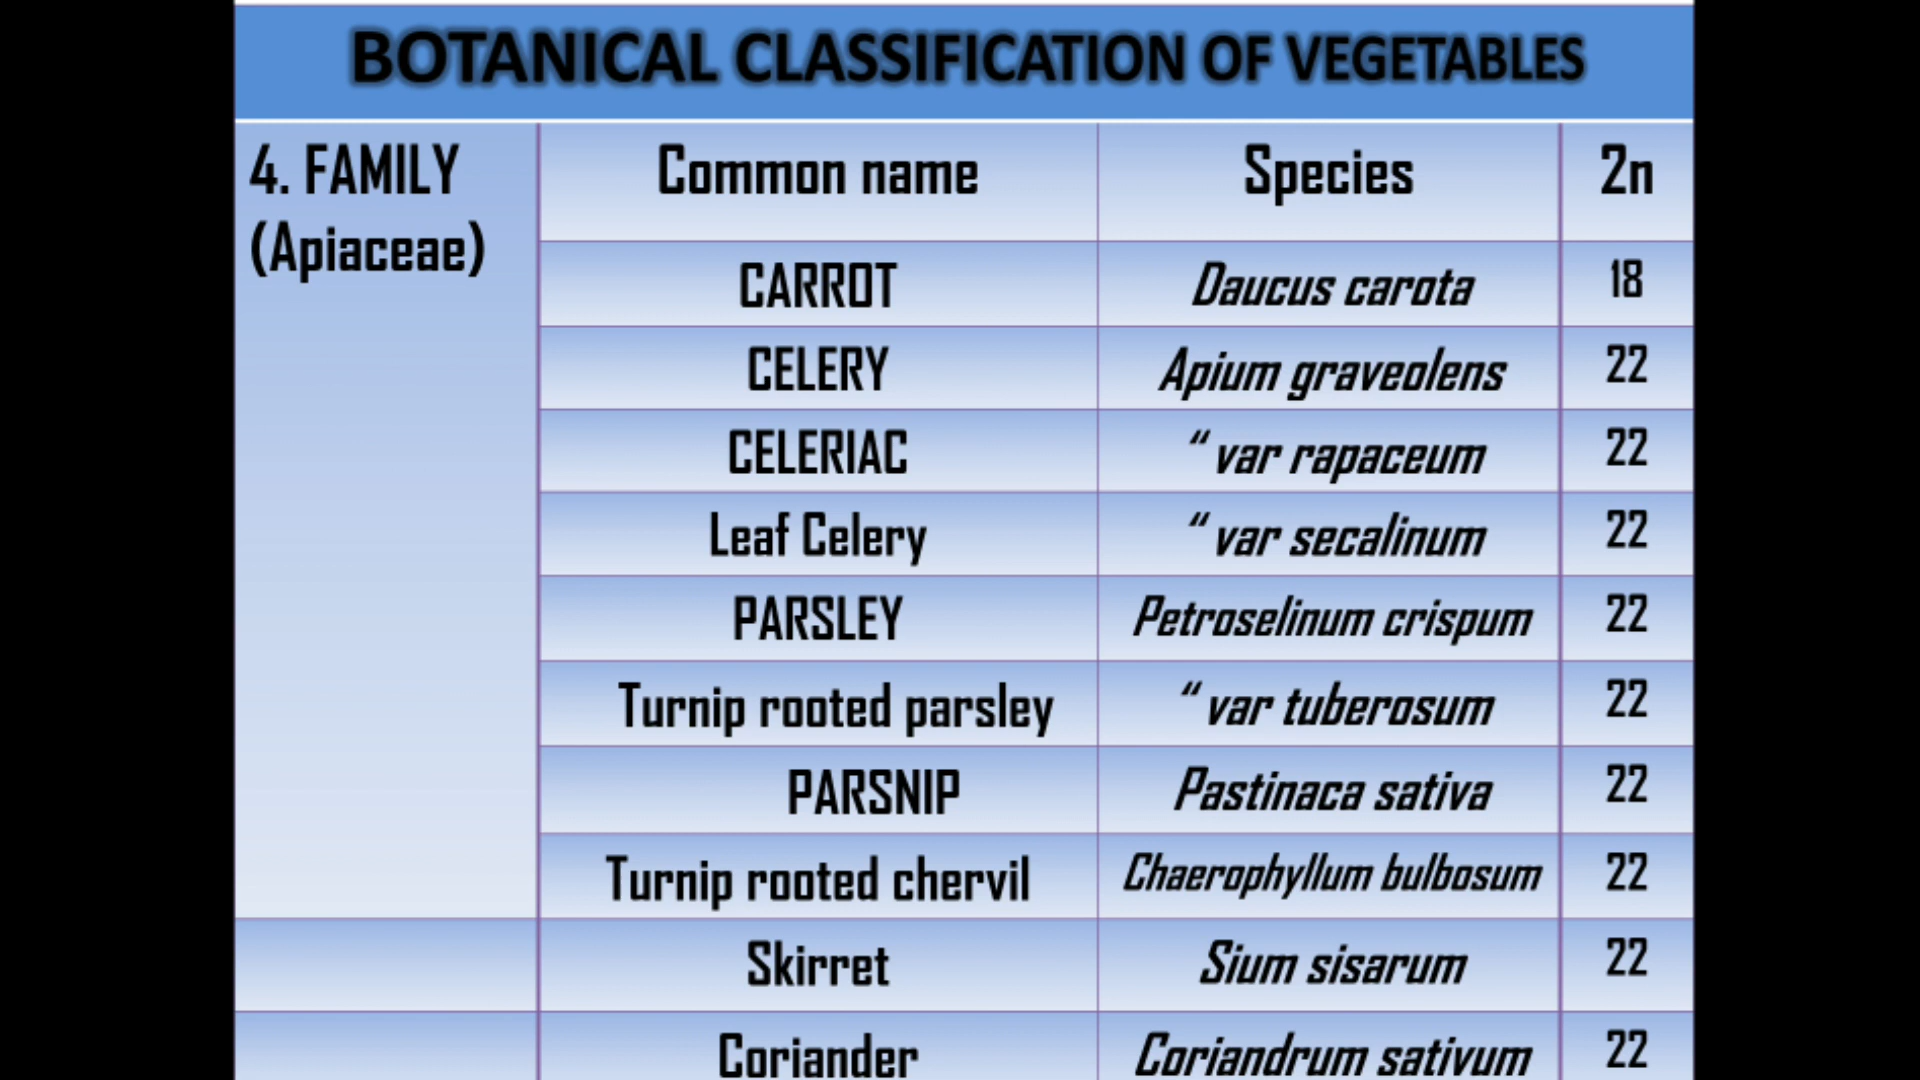 BOTANICAL CLASSIFICATION OF VEGETABLES
4. FAMILY
(Apiaceae)
Common name Species 2n
CARROT Daucus carota 18
CELERY Apium graveolens 22
CELERIAC “ var rapaceum 22
Leaf Celery “ var secalinum 22
PARSLEY Petroselinum crispum 22
Turnip rooted parsley “ var tuberosum 22
PARSNIP Pastinaca sativa 22
Turnip rooted chervil Chaerophyllum bulbosum 22
Skirret Sium sisarum 22
Coriander Coriandrum sativum 22